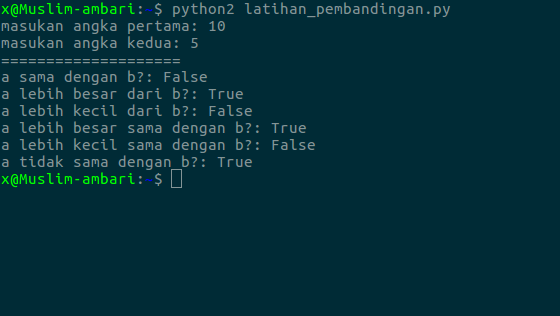 x@Muslim-ambari:~$ python2 latihan_pembandingan.py
masukan angka pertama: 10
masukan angka kedua: 5
====================
a sama dengan b?: False
a lebih besar dari b?: True
a lebih kecil dari b?: False
a lebih besar sama dengan b?: True
a lebih kecil sama dengan b?: False
a tidak sama dengan b?: True
x@Muslim-ambari:~$